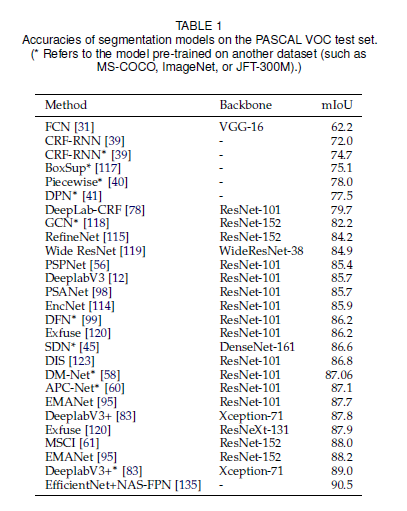 TABLE 1
Accuracies of segmentation models on the PASCAL VOC test set.
(* Refers to the model pre-trained on another dataset (such as
MS-COCO, ImageNet, or JFT-300M).)
Method Backbone mIoU
FCN [31] VGG-16 62.2
CRF-RNN [39] - 72.0
CRF-RNN* [39] - 74.7
BoxSup* [117] - 75.1
Piecewise* [40] - 78.0
DPN* [41] - 77.5
DeepLab-CRF [78] ResNet-101 79.7
GCN* [118] ResNet-152 82.2
RefineNet [115] ResNet-152 84.2
Wide ResNet [119] WideResNet-38 84.9
PSPNet [56] ResNet-101 85.4
DeeplabV3 [12] ResNet-101 85.7
PSANet [98] ResNet-101 85.7
EncNet [114] ResNet-101 85.9
DFN* [99] ResNet-101 86.2
Exfuse [120] ResNet-101 86.2
SDN* [45] DenseNet-161 86.6
DIS [123] ResNet-101 86.8
DM-Net* [58] ResNet-101 87.06
APC-Net* [60] ResNet-101 87.1
EMANet [95] ResNet-101 87.7
DeeplabV3+ [83] Xception-71 87.8
Exfuse [120] ResNeXt-131 87.9
MSCI [61] ResNet-152 88.0
EMANet [95] ResNet-152 88.2
DeeplabV3+* [83] Xception-71 89.0
EfficientNet+NAS-FPN [135] - 90.5